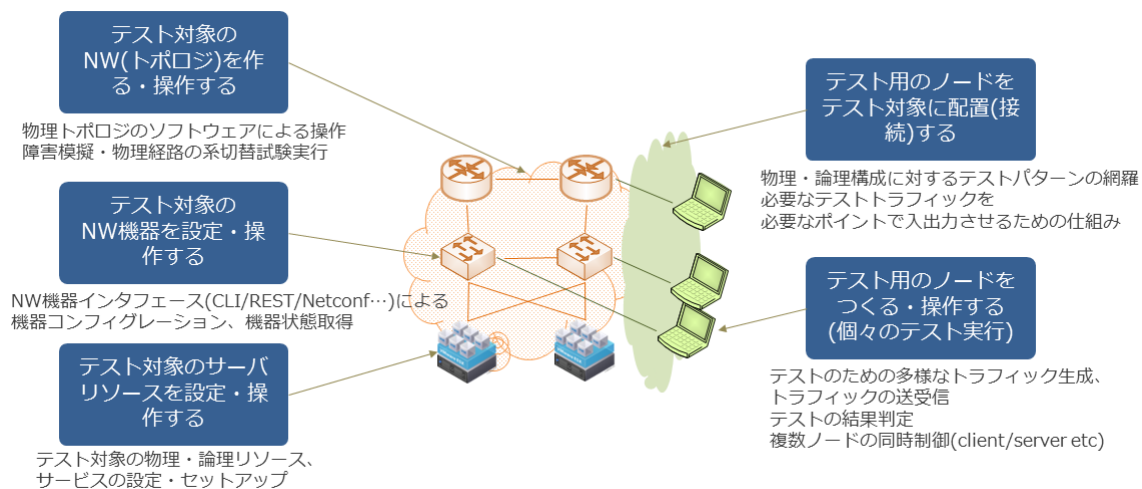 テスト対象の
NW(トポロジ)を作
る・操作する
物理トポロジのソフトウェアによる操作
障害模擬・物理経路の系切替試験実行
テスト対象の
NW機器を設定・操
作する
NW機器インタフェース(CLI/REST/Netconf…)による
機器コンフィグレーション、機器状態取得
テスト対象のサーバ
リソースを設定・操
作する
テスト対象の物理・論理リソース、
サービスの設定・セットアップ
テスト用のノードを
テスト対象に配置(接
続)する
物理・論理構成に対するテストパターンの網羅
必要なテストトラフィックを
必要なポイントで入出力させるための仕組み
テスト用のノードを
つくる・操作する
(個々のテスト実行)
テストのための多様なトラフィック生成、
トラフィックの送受信
テストの結果判定
複数ノードの同時制御(client/server etc)